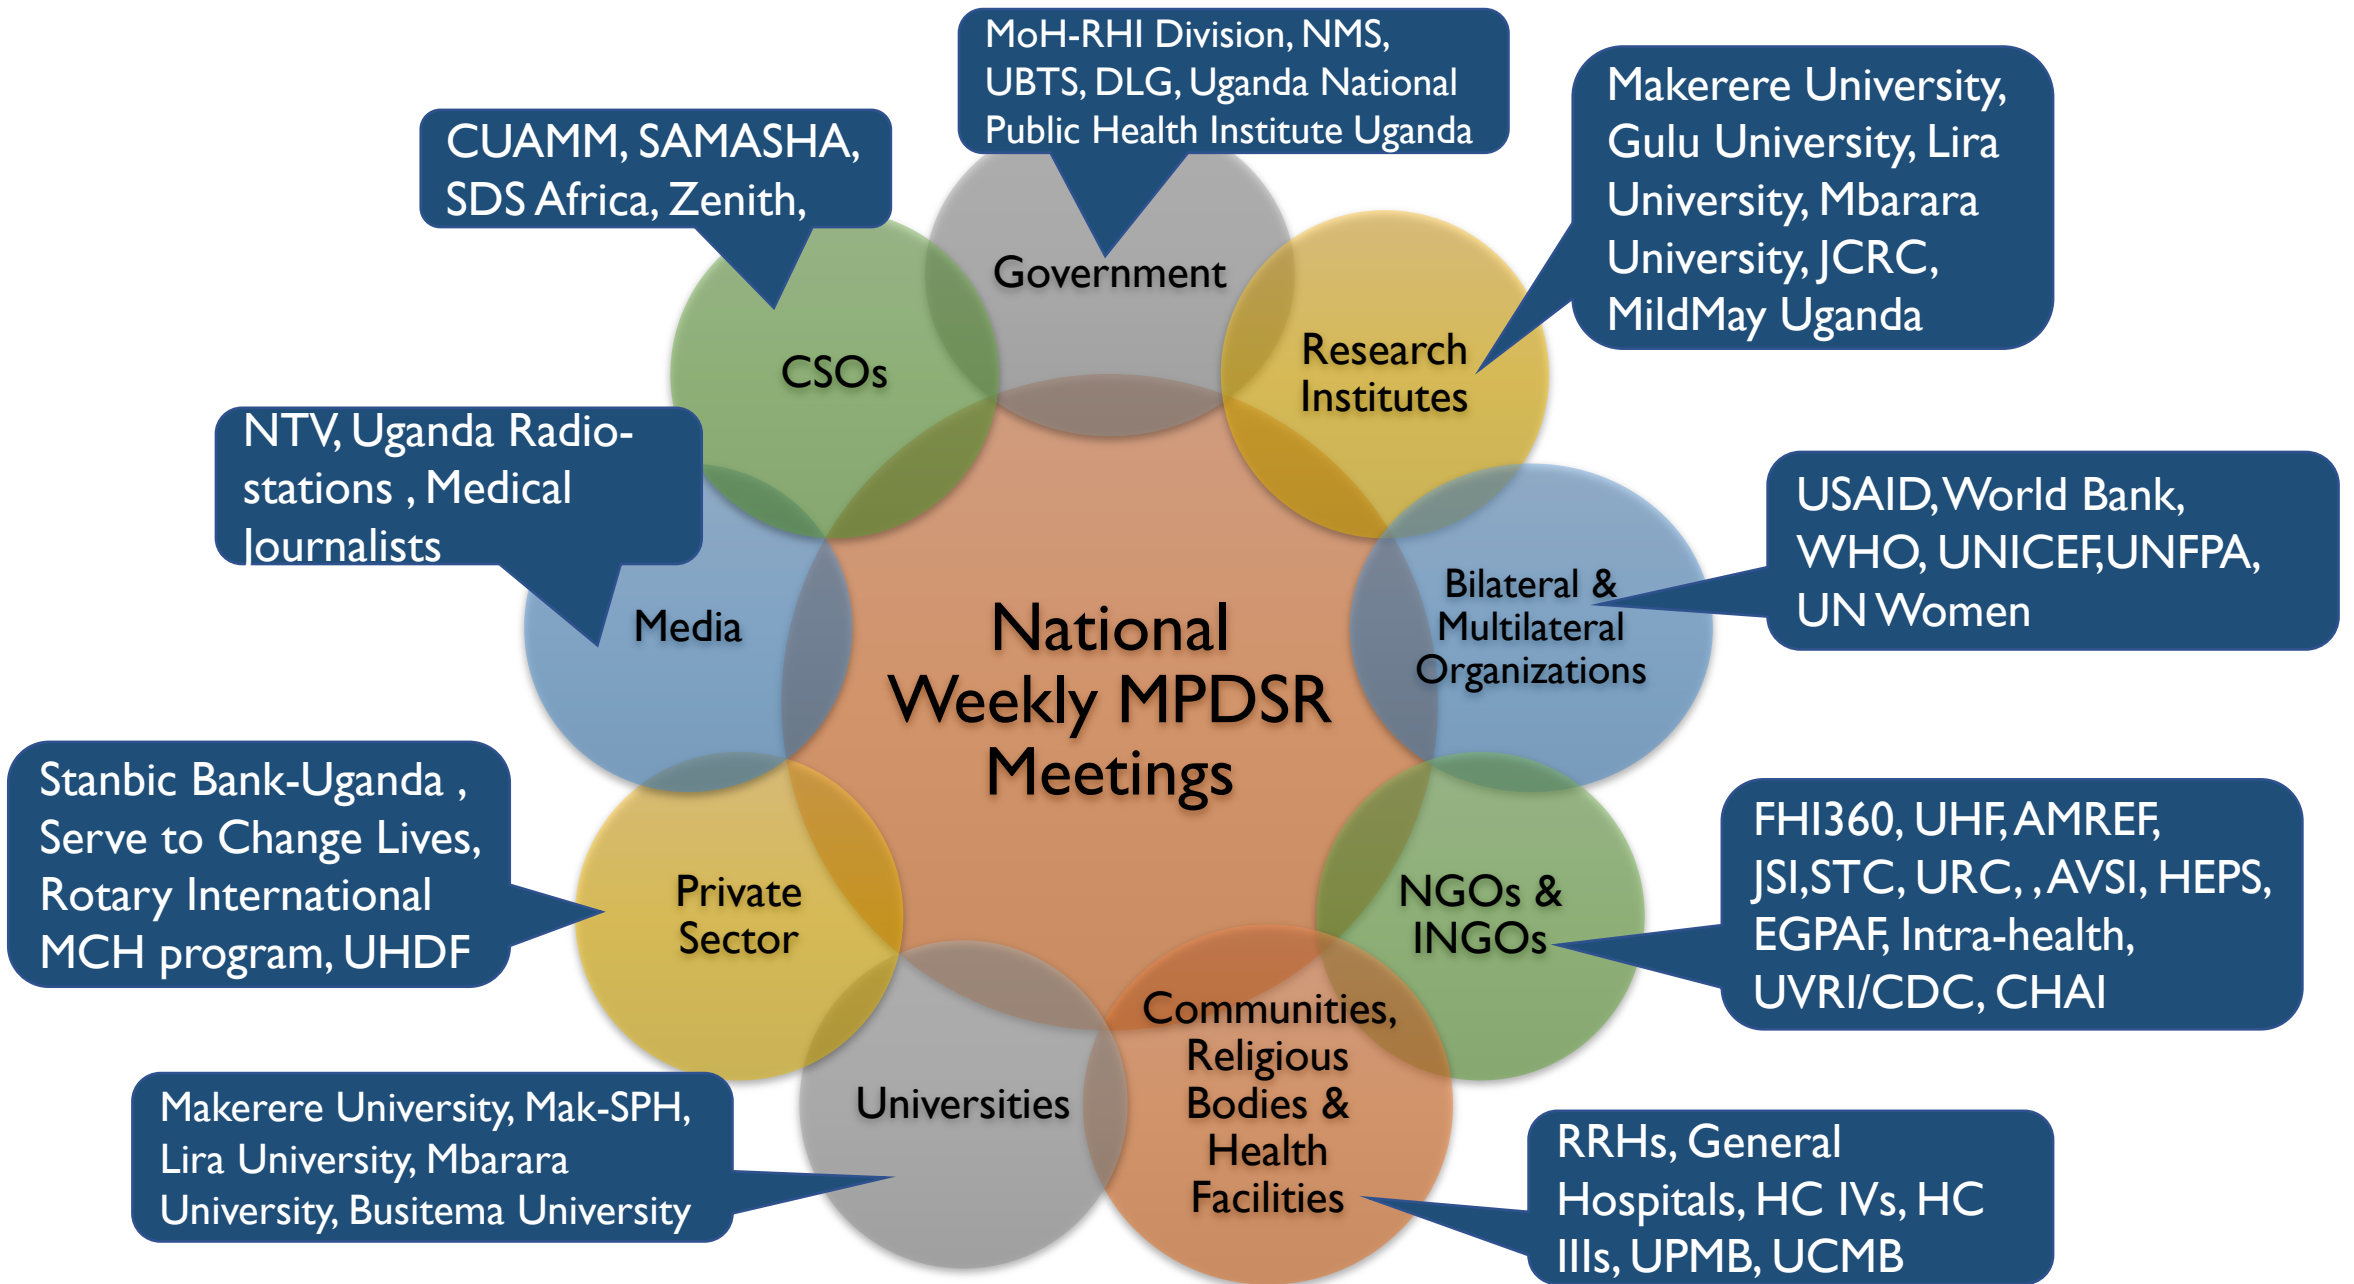 MoH-RHI Division, NMS,
UBTS, DLG, Uganda National
Public Health Institute Uganda
Makerere University,
Gulu University, Lira
University, Mbarara
University, JCRC,
MildMay Uganda
CUAMM, SAMASHA,
SDS Africa, Zenith,
Government
Research
Institutes
CSOs
NTV, Uganda Radio-
stations , Medical
Journalists
USAID, World Bank,
WHO, UNICEF,UNFPA,
UN Women
Media
National
Weekly MPDSR
Meetings
Bilateral &
Multilateral
Organizations
Stanbic Bank-Uganda ,
Serve to Change Lives,
Rotary International
MCH program, UHDF
Private
Sector
NGOs &
INGOs
FHI360, UHF, AMREF,
JSI,STC, URC, , AVSI, HEPS,
EGPAF, Intra-health,
UVRI/CDC, CHAI
Universities
Communities,
Religious
Bodies &
Health
Facilities
Makerere University, Mak-SPH,
Lira University, Mbarara
University, Busitema University
RRHs, General
Hospitals, HC IVs, HC
IIIs, UPMB, UCMB